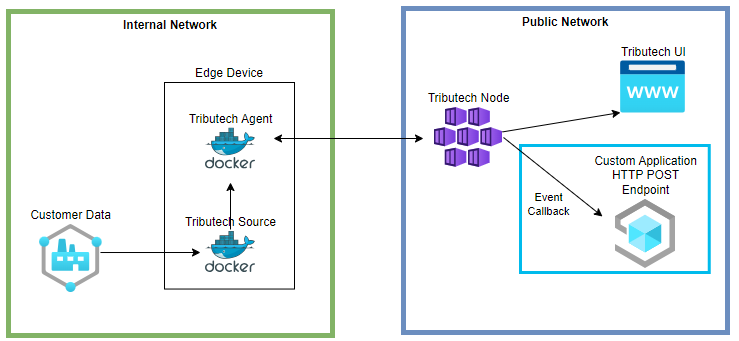 Internal Network
Edge Device
Tributech Agent
docker
Customer Data
Tributech Source
docker
Public Network
Tributech UI
WWW
Tributech Node
Custom Application
HTTP POST
Endpoint
Event
Callback